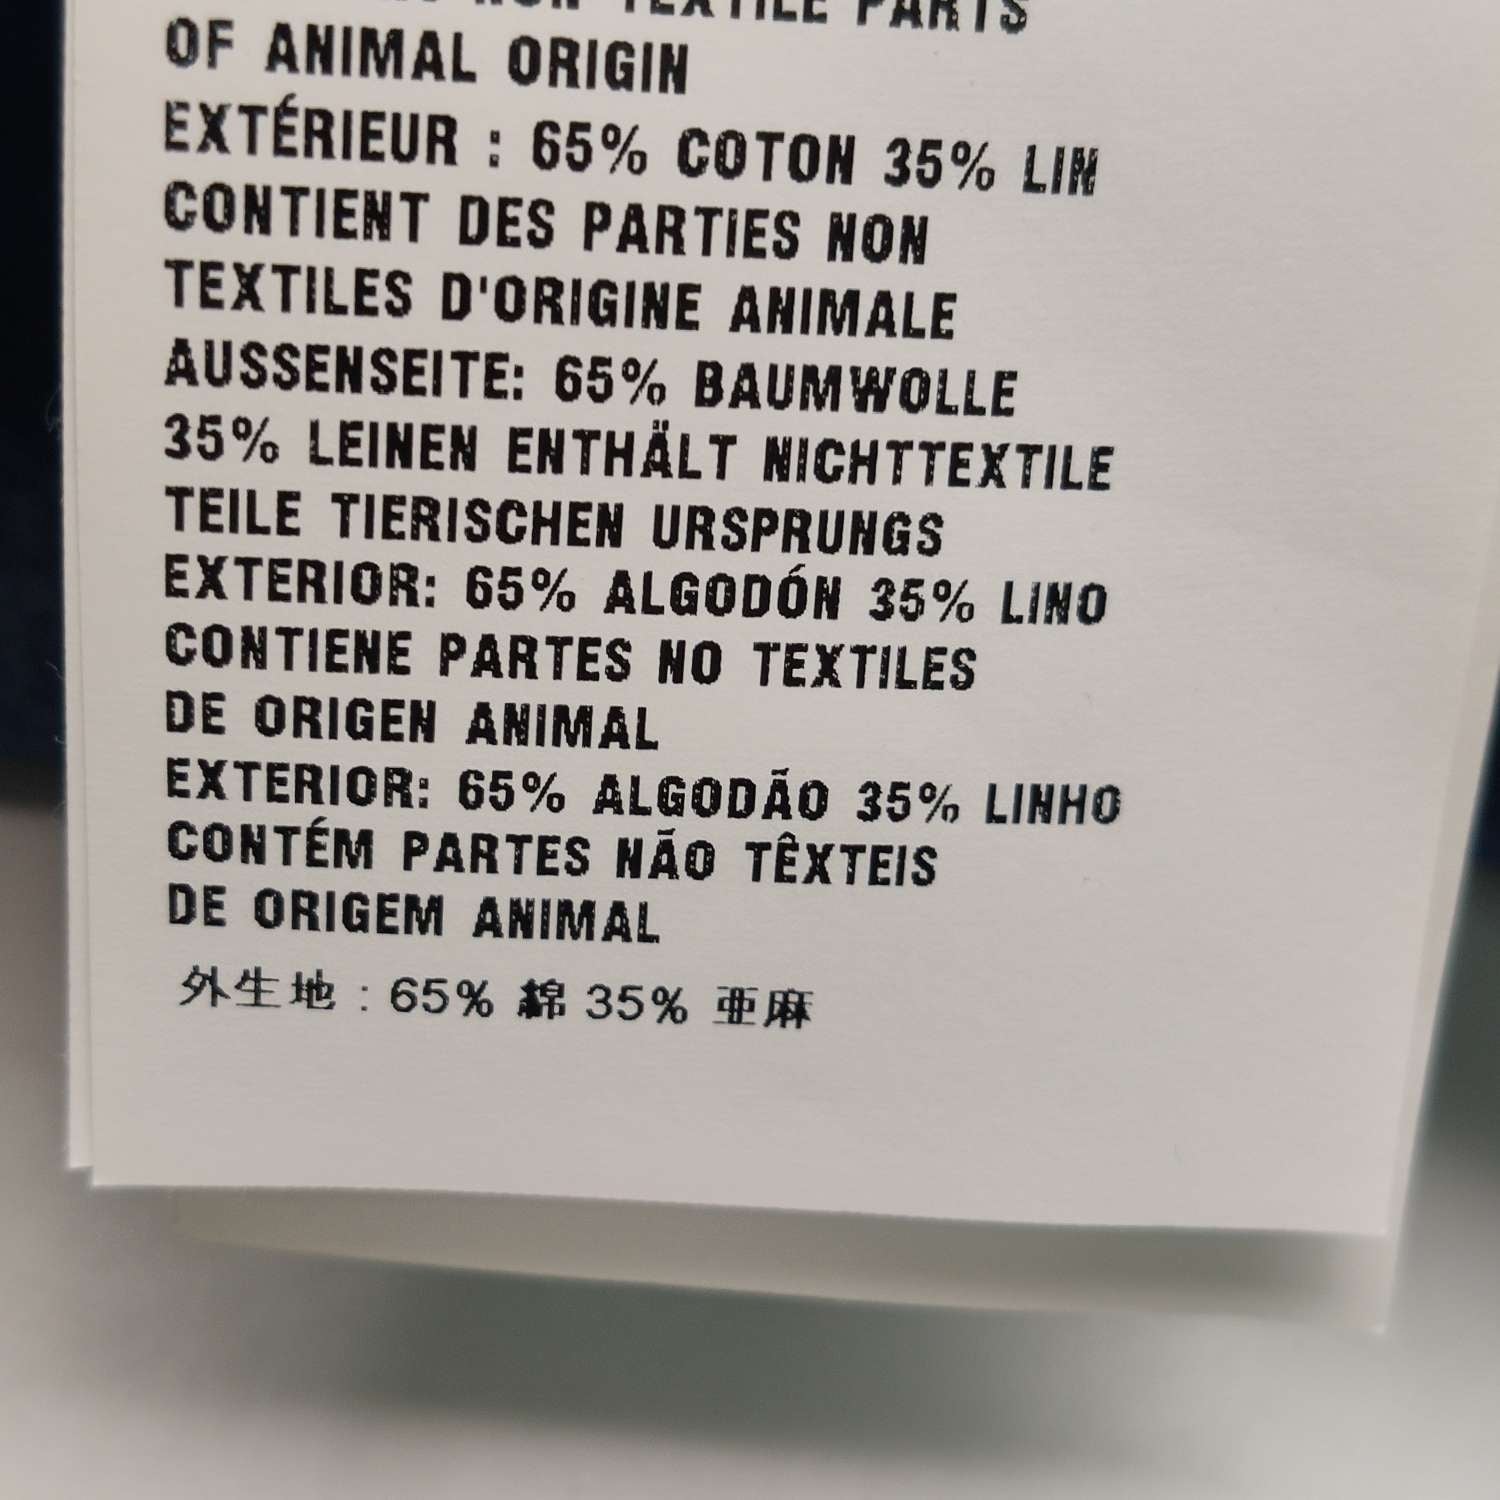 NON TEXTILE PARTS
OF ANIMAL ORIGIN
EXTÉRIEUR : 65% COTON 35% LIN
CONTIENT DES PARTIES NON
TEXTILES D'ORIGINE ANIMALE
AUSSENSEITE: 65% BAUMWOLLE
35% LEINEN ENTHÄLT NICHTTEXTILE
TEILE TIERISCHEN URSPRUNGS
EXTERIOR: 65% ALGODÓN 35% LINO
CONTIENE PARTES NO TEXTILES
DE ORIGEN ANIMAL
EXTERIOR: 65% ALGODÃO 35% LINHO
CONTÉM PARTES NÃO TÊXTEIS
DE ORIGEM ANIMAL
外生地 : 65% 綿 35% 亜麻